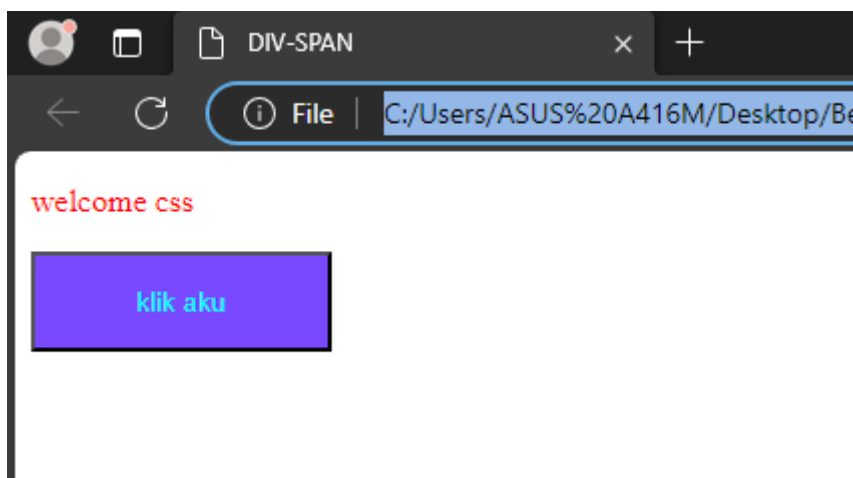 DIV-SPAN
File C:/Users/ASUS%20A416M/Desktop/Be
welcome css
klik aku